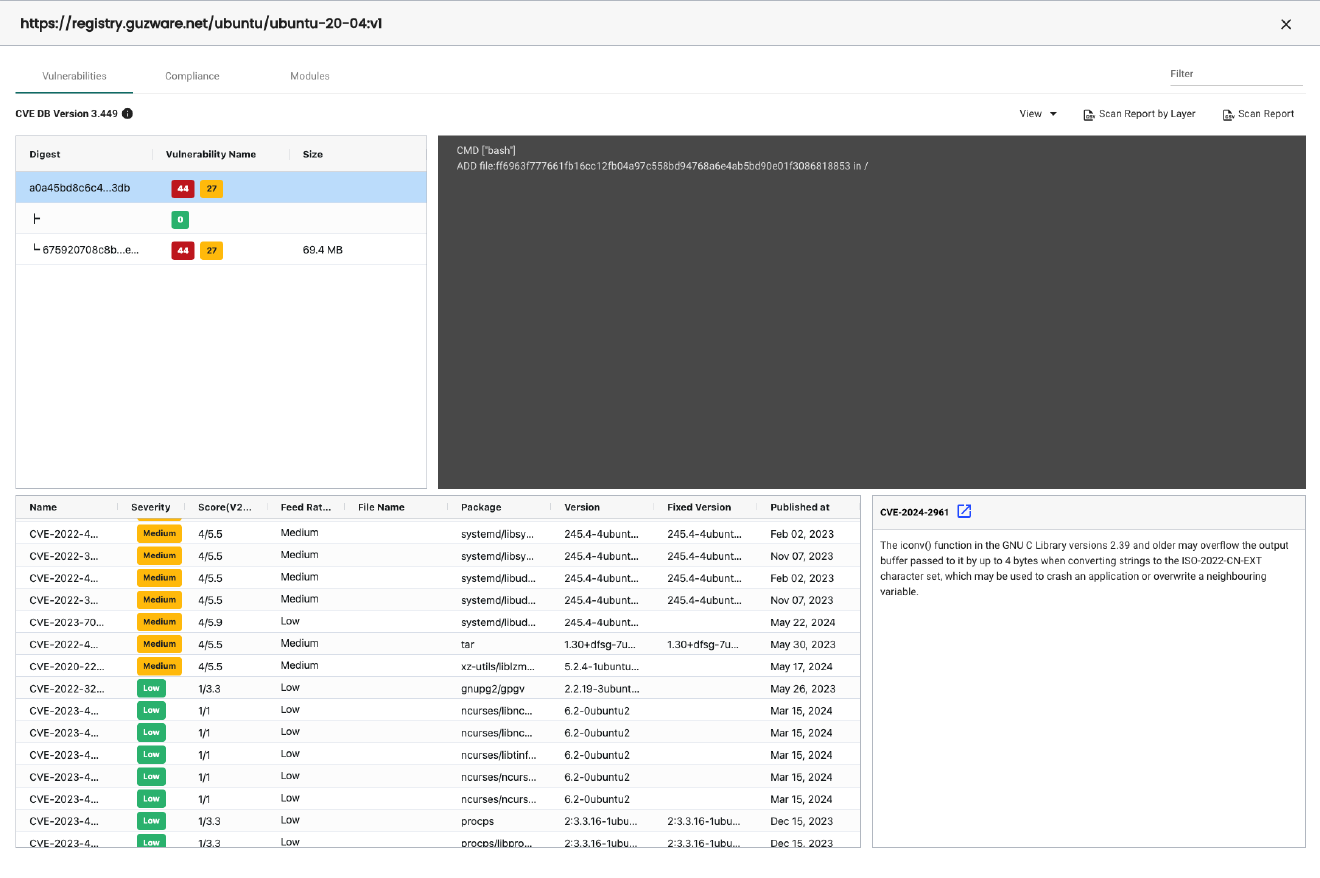 https://registry.guzware.net/ubuntu/ubuntu-20-04:v1
Vulnerabilities Compliance Modules Filter
CVE DB Version 3.449 View Scan Report by Layer Scan Report
Digest Vulnerability Name Size
a0a45bd8c6c4...3db 44 27
0
675920708c8b...e... 44 27 69.4 MB
CMD ["bash"]
ADD file:ff6963f777661fb16cc12fb04a97c558bd94768a6e4ab5bd90e01f3086818853 in /
Name Severity Score(V2... Feed Rat... File Name Package Version Fixed Version Published at
CVE-2022-4... Medium 4/5.5 Medium systemd/libsy... 245.4-4ubunt... 245.4-4ubunt... Feb 02, 2023
CVE-2022-3... Medium 4/5.5 Medium systemd/libsy... 245.4-4ubunt... 245.4-4ubunt... Nov 07, 2023
CVE-2022-4... Medium 4/5.5 Medium systemd/libud... 245.4-4ubunt... 245.4-4ubunt... Feb 02, 2023
CVE-2022-3... Medium 4/5.5 Medium systemd/libud... 245.4-4ubunt... 245.4-4ubunt... Nov 07, 2023
CVE-2023-70... Medium 4/5.9 Low systemd/libud... 245.4-4ubunt... May 22, 2024
CVE-2022-4... Medium 4/5.5 Medium tar 1.30+dfsg-7u... 1.30+dfsg-7u... May 30, 2023
CVE-2020-22... Medium 4/5.5 Medium xz-utils/liblzm... 5.2.4-1ubuntu... May 17, 2024
CVE-2022-32... Low 1/3.3 Low gnupg2/gpgv 2.2.19-3ubunt... May 26, 2023
CVE-2023-4... Low 1/1 Low ncurses/libnc... 6.2-0ubuntu2 Mar 15, 2024
CVE-2023-4... Low 1/1 Low ncurses/libnc... 6.2-0ubuntu2 Mar 15, 2024
CVE-2023-4... Low 1/1 Low ncurses/libtinf... 6.2-0ubuntu2 Mar 15, 2024
CVE-2023-4... Low 1/1 Low ncurses/ncurs... 6.2-0ubuntu2 Mar 15, 2024
CVE-2023-4... Low 1/1 Low ncurses/ncurs... 6.2-0ubuntu2 Mar 15, 2024
CVE-2023-4... Low 1/3.3 Low procps 2:3.3.16-1ubu... 2:3.3.16-1ubu... Dec 15, 2023
CVE-2023-4... Low 1/3.3 Low procps/libpro... 2:3.3.16-1ubu... 2:3.3.16-1ubu... Dec 15, 2023
CVE-2024-2961
The iconv() function in the GNU C Library versions 2.39 and older may overflow the output
buffer passed to it by up to 4 bytes when converting strings to the ISO-2022-CN-EXT
character set, which may be used to crash an application or overwrite a neighbouring
variable.